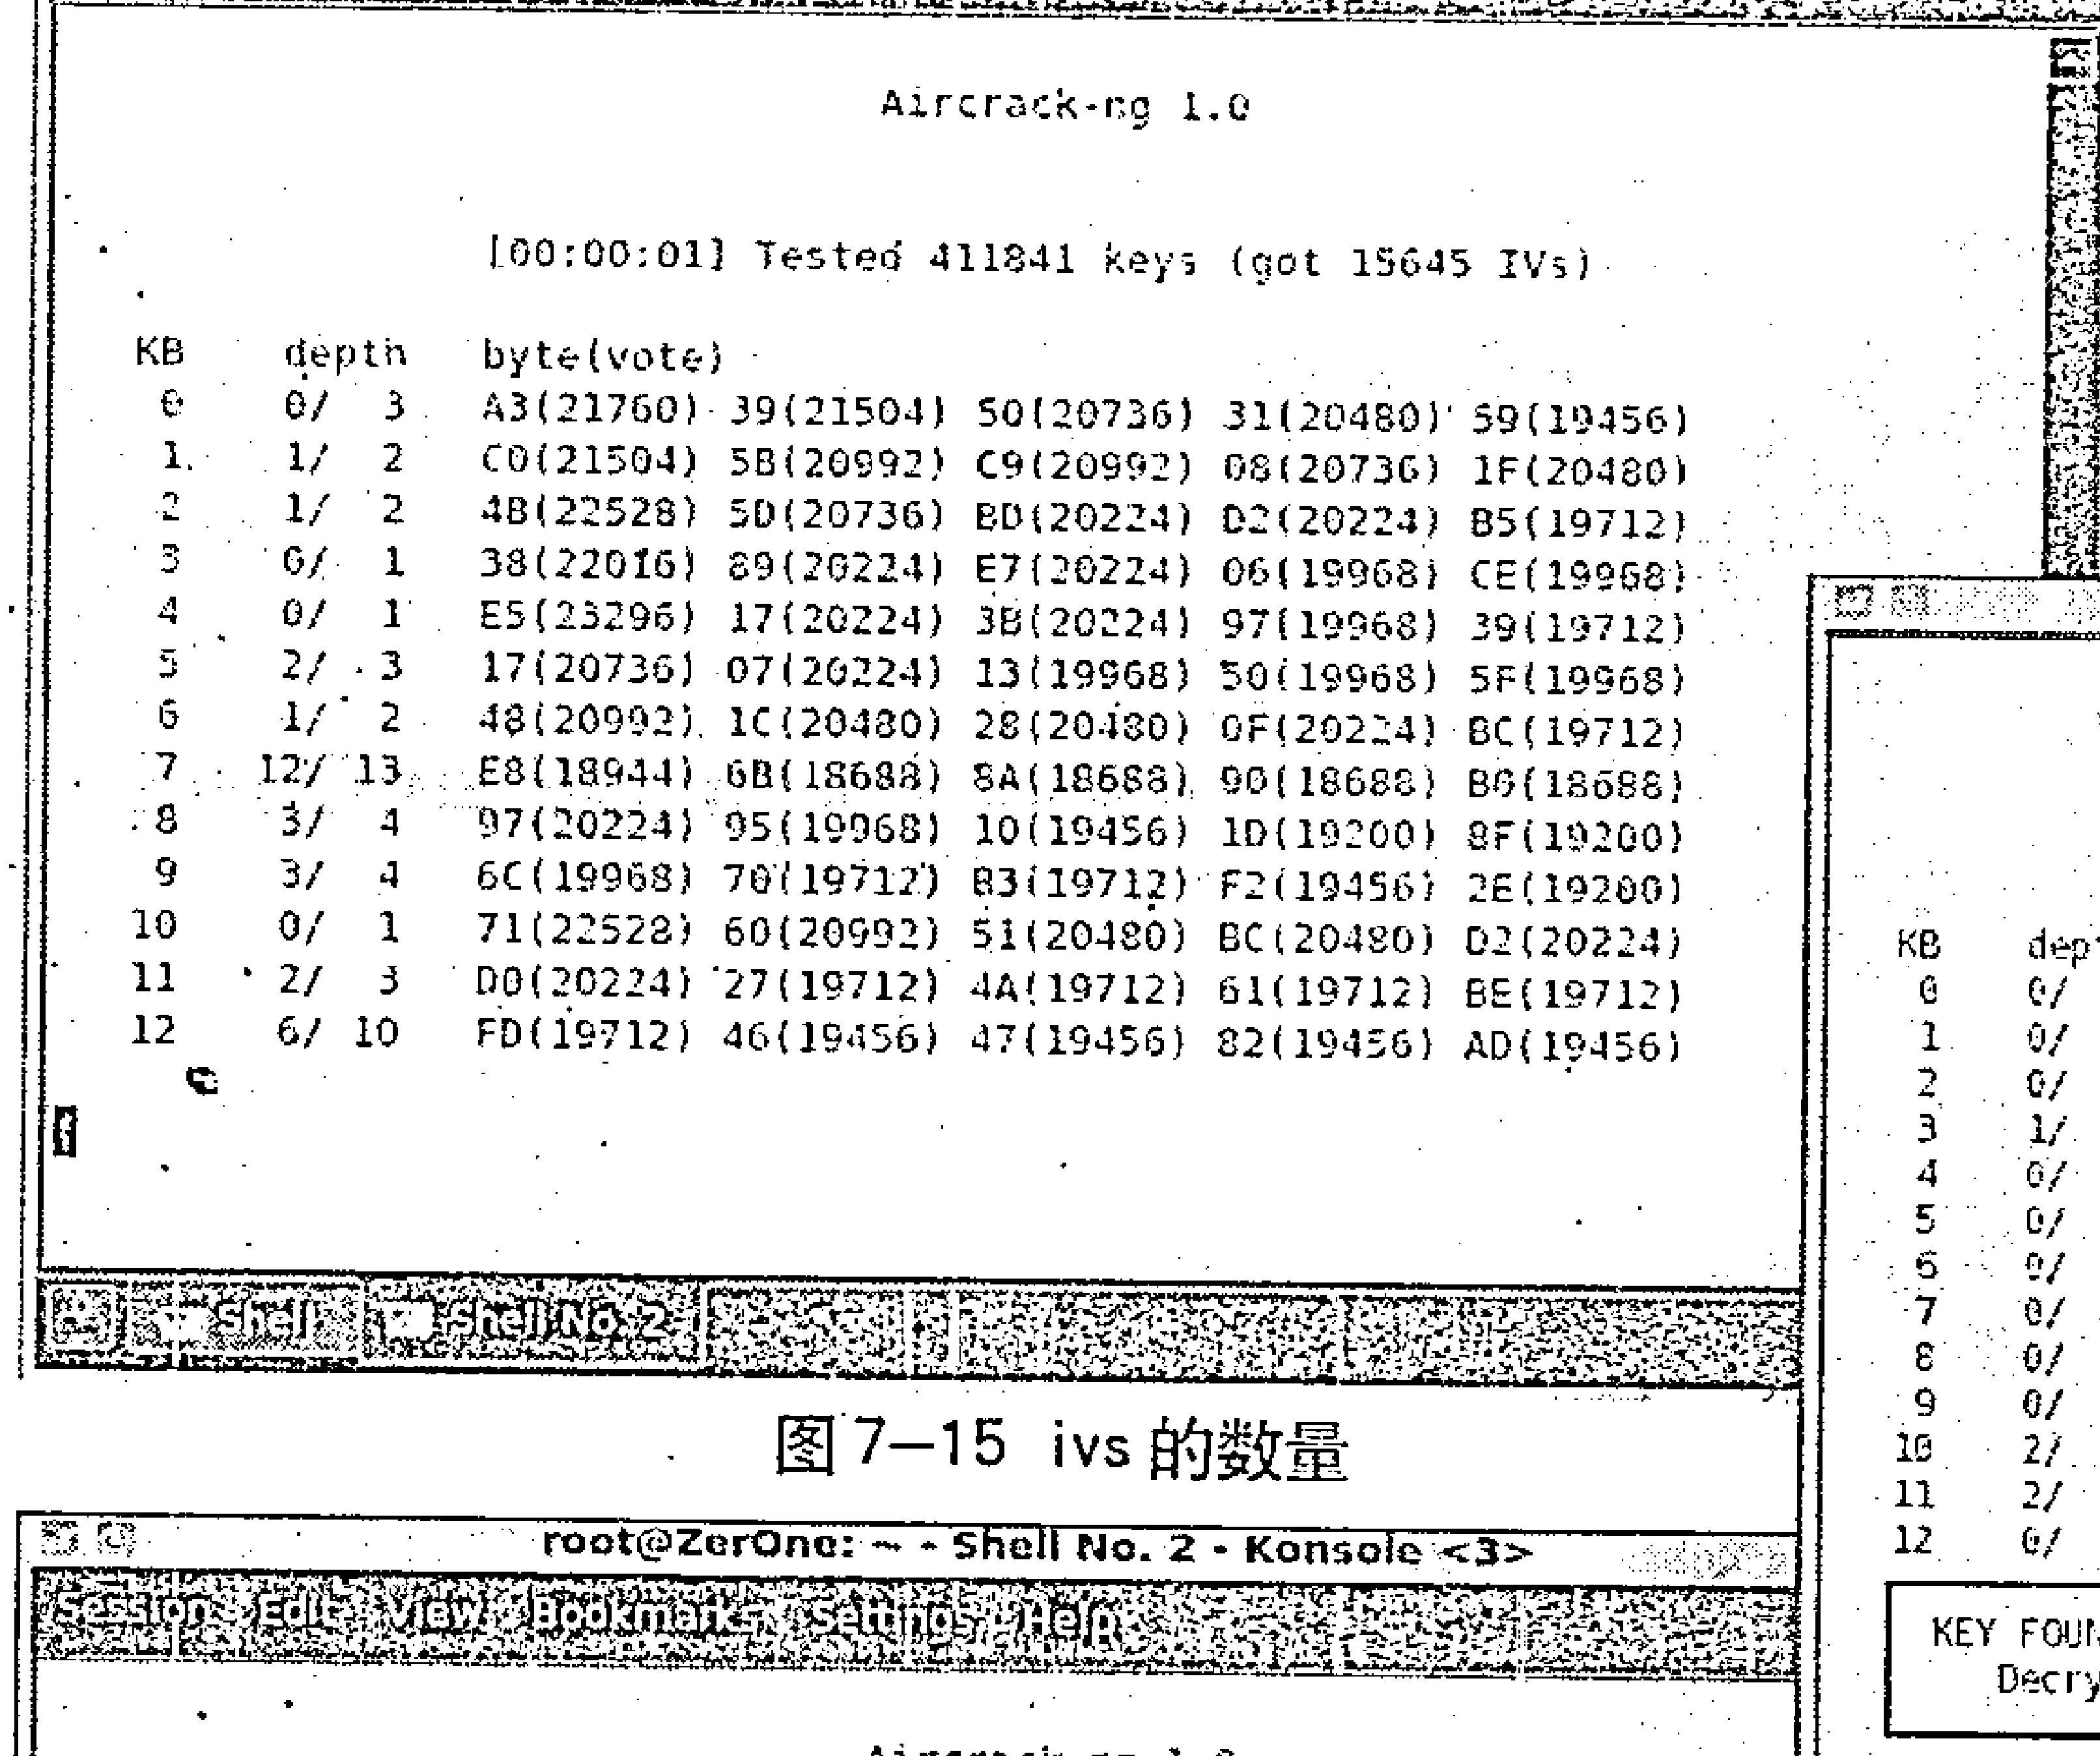 Aircrack-ng 1.0
[00:00:01] Tested 411841 keys (got 15645 IVs)
KB depth byte(vote)
0 0/ 3 A3(21760) 39(21504) 50(20736) 31(20480) 59(19456)
1 1/ 2 C0(21504) 5B(20992) C9(20992) 08(20736) 1F(20480)
2 1/ 2 4B(22528) 5D(20736) BD(20224) D2(20224) B5(19712)
3 0/ 1 38(22016) 89(20224) E7(20224) 06(19968) CE(19968)
4 0/ 1 E5(23296) 17(20224) 3B(20224) 97(19968) 39(19712)
5 2/ 3 17(20736) 07(20224) 13(19968) 50(19968) 5F(19968)
6 1/ 2 48(20992) 1C(20480) 28(20480) 0F(20224) BC(19712)
7 12/ 13 E8(18944) 6B(18688) 8A(18688) 90(18688) B0(18688)
8 3/ 4 97(20224) 95(19968) 10(19456) 1D(19200) 8F(19200)
9 3/ 4 6C(19968) 70(19712) B3(19712) F2(19456) 2E(19200)
10 0/ 1 71(22528) 60(20992) 51(20480) BC(20480) D2(20224)
11 2/ 3 D0(20224) 27(19712) 4A(19712) 61(19712) BE(19712)
12 6/ 10 FD(19712) 46(19456) 47(19456) 82(19456) AD(19456)
Shell Shell No. 2
图7—15 ivs的数量
root@ZerOne: ~ - Shell No. 2 - Konsole <3>
Session Edit View Bookmarks Settings Help
Aircrack-ng 1.0
KB dep
0 0/
1 0/
2 0/
3 1/
4 0/
5 0/
6 0/
7 0/
8 0/
9 0/
10 2/
11 2/
12 0/
KEY FOUN
Decry